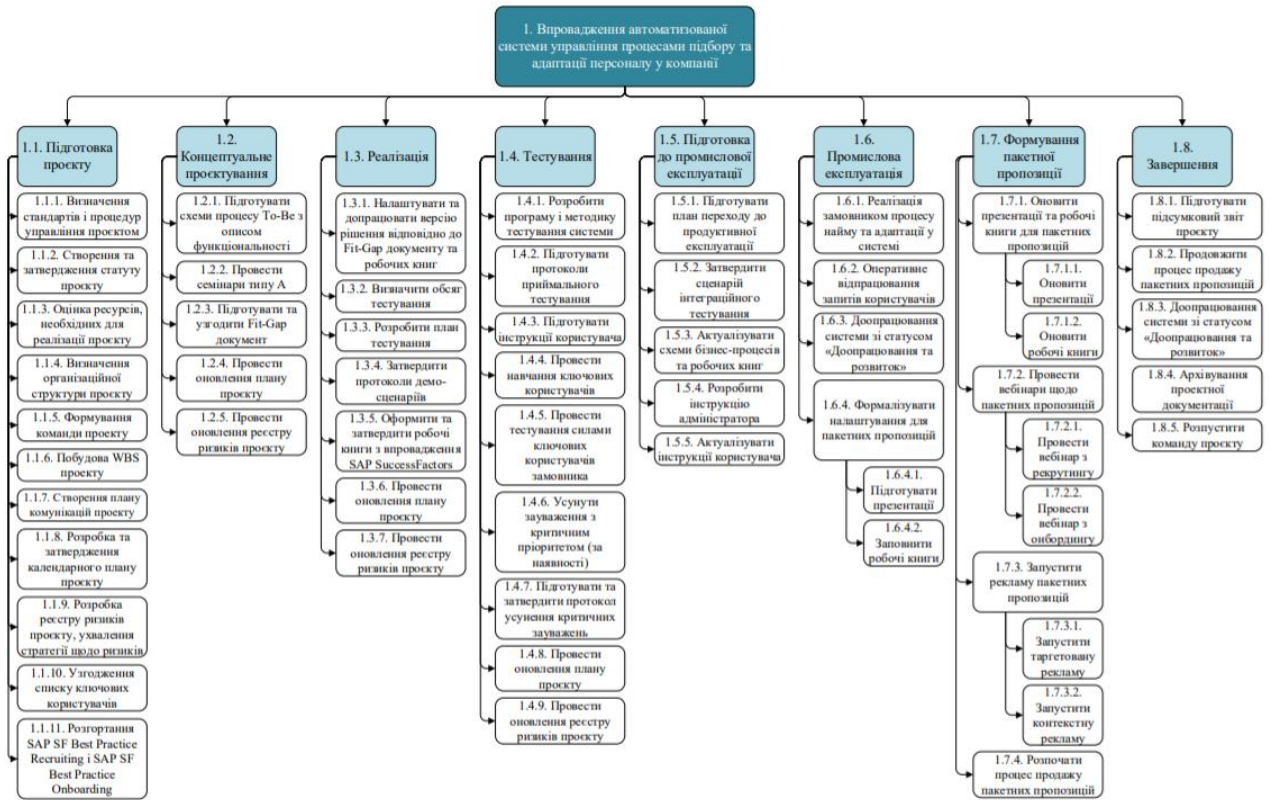 1. Впровадження автоматизованої
системи управління процесами підбору та
адаптації персоналу у компанії
1.1. Підготовка
проєкту
1.1.1. Визначення
стандартів і процедур
управління проєктом
1.1.2. Створення та
затвердження статуту
проєкту
1.1.3. Оцінка ресурсів,
необхідних для
реалізації проєкту
1.1.4. Визначення
організаційної
структури проєкту
1.1.5. Формування
команди проекту
1.1.6. Побудова WBS
проекту
1.1.7. Створення плану
комунікацій проекту
1.1.8. Розробка та
затвердження
календарного плану
проєкту
1.1.9. Розробка
реєстру ризиків
проєкту, ухвалення
стратегії щодо ризиків
1.1.10. Узгодження
списку ключових
користувачів
1.1.11. Розгортання
SAP SF Best Practice
Recruiting і SAP SF
Best Practice
Onboarding
1.2.
Концептуальне
проєктування
1.2.1. Підготувати
схеми процесу To-Be з
описом
функціональності
1.2.2. Провести
семінари типу А
1.2.3. Підготувати та
узгодити Fit-Gap
документ
1.2.4. Провести
оновлення плану
проєкту
1.2.5. Провести
оновлення реєстру
ризиків проєкту
1.3. Реалізація
1.3.1. Налаштувати та
допрацювати версію
рішення відповідно до
Fit-Gap документу та
робочих книг
1.3.2. Визначити обсяг
тестування
1.3.3. Розробити план
тестування
1.3.4. Затвердити
протоколи демо-
сценаріїв
1.3.5. Оформити та
затвердити робочі
книги з впровадження
SAP SuccessFactors
1.3.6. Провести
оновлення плану
проєкту
1.3.7. Провести
оновлення реєстру
ризиків проєкту
1.4. Тестування
1.4.1. Розробити
програму і методику
тестування системи
1.4.2. Підготувати
протоколи
приймального
тестування
1.4.3. Підготувати
інструкції користувача
1.4.4. Провести
навчання ключових
користувачів
1.4.5. Провести
тестування силами
ключових
користувачів
замовника
1.4.6. Усунути
зауваження з
критичним
пріоритетом (за
наявності)
1.4.7. Підготувати та
затвердити протокол
усунення критичних
зауважень
1.4.8. Провести
оновлення плану
проєкту
1.4.9. Провести
оновлення реєстру
ризиків проєкту
1.5. Підготовка
до промислової
експлуатації
1.5.1. Підготувати
план переходу до
продуктивної
експлуатації
1.5.2. Затвердити
сценарій
інтеграційного
тестування
1.5.3. Актуалізувати
схеми бізнес-процесів
та робочих книг
1.5.4. Розробити
інструкцію
адміністратора
1.5.5. Актуалізувати
інструкції користувача
1.6.
Промислова
експлуатація
1.6.1. Реалізація
замовником процесу
найму та адаптації у
системі
1.6.2. Оперативне
відпрацювання
запитів користувачів
1.6.3. Доопрацювання
системи зі статусом
«Доопрацювання та
розвиток»
1.6.4. Формалізувати
налаштування для
пакетних пропозицій
1.6.4.1.
Підготувати
презентації
1.6.4.2.
Заповнити
робочі книги
1.7. Формування
пакетної
пропозиції
1.7.1. Оновити
презентації та робочі
книги для пакетних
пропозицій
1.7.1.1.
Оновити
презентації
1.7.1.2.
Оновити
робочі книги
1.7.2. Провести
вебінари щодо
пакетних пропозицій
1.7.2.1.
Провести
вебінар з
рекрутингу
1.7.2.2.
Провести
вебінар з
онбордингу
1.7.3. Запустити
рекламу пакетних
пропозицій
1.7.3.1.
Запустити
таргетовану
рекламу
1.7.3.2.
Запустити
контекстну
рекламу
1.7.4. Розпочати
процес продажу
пакетних пропозицій
1.8.
Завершення
1.8.1. Підготувати
підсумковий звіт
проєкту
1.8.2. Продовжити
процес продажу
пакетних пропозицій
1.8.3. Доопрацювання
системи зі статусом
«Доопрацювання та
розвиток»
1.8.4. Архівування
проектної
документації
1.8.5. Розпустити
команду проєкту